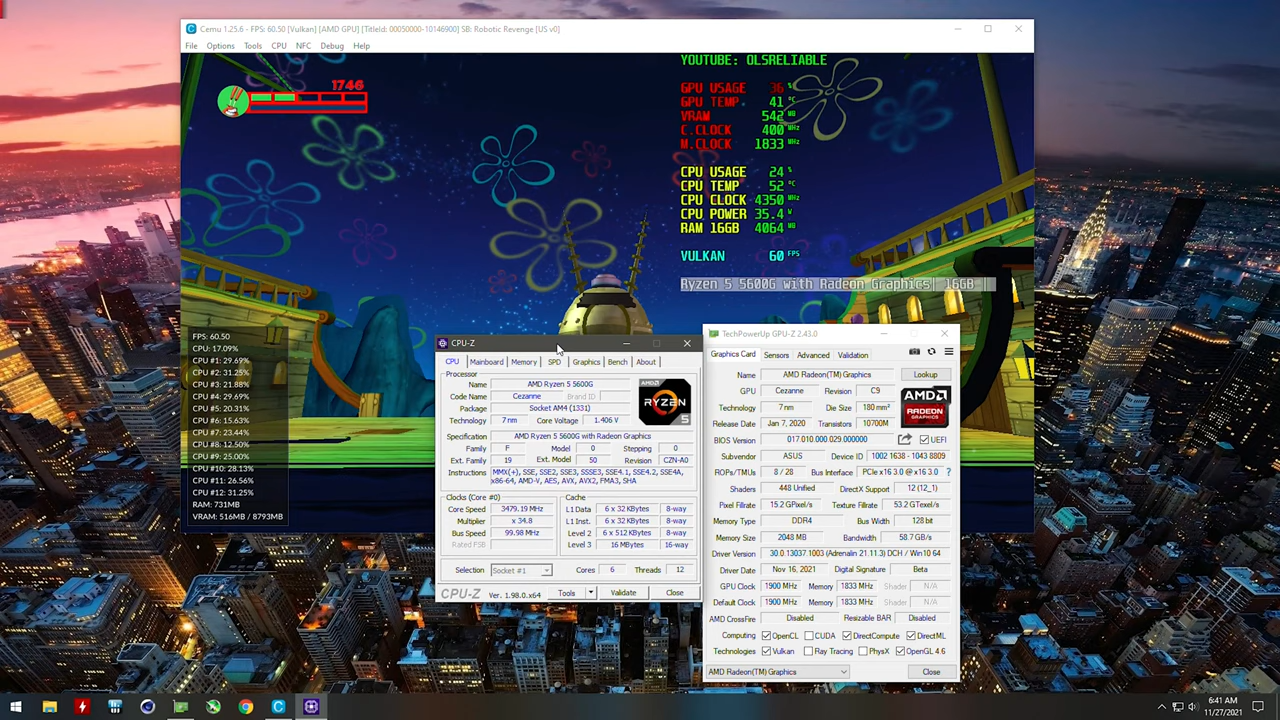 Cemu 1.25.6 - FPS: 60.50 [Vulkan] [AMD GPU] [TitleId: 00050000-10146900] SB: Robotic Revenge [US v0]
File Options Tools CPU NFC Debug Help
1746
YOUTUBE: OLSRELIABLE
GPU USAGE 36 %
GPU TEMP 41 °C
VRAM 542 MB
C.CLOCK 400 MHz
M.CLOCK 1833 MHz
CPU USAGE 24 %
CPU TEMP 52 °C
CPU CLOCK 4350 MHz
CPU POWER 35.4 W
RAM 16GB 4064 MB
VULKAN 60 FPS
Ryzen 5 5600G with Radeon Graphics| 16GB
FPS: 60.50
CPU: 17.09%
CPU #1: 29.69%
CPU #2: 31.25%
CPU #3: 21.88%
CPU #4: 29.69%
CPU #5: 20.31%
CPU #6: 15.63%
CPU #7: 23.44%
CPU #8: 12.50%
CPU #9: 25.00%
CPU #10: 28.13%
CPU #11: 26.56%
CPU #12: 31.25%
RAM: 731MB
VRAM: 516MB / 8793MB
CPU-Z
CPU Mainboard Memory SPD Graphics Bench About
Processor
Name AMD Ryzen 5 5600G
Code Name Cezanne Brand ID
Package Socket AM4 (1331)
Technology 7 nm Core Voltage 1.406 V
AMD RYZEN 5
Specification AMD Ryzen 5 5600G with Radeon Graphics
Family F Model 0 Stepping 0
Ext. Family 19 Ext. Model 50 Revision CZN-A0
Instructions MMX(+), SSE, SSE2, SSE3, SSSE3, SSE4.1, SSE4.2, SSE4A,
x86-64, AMD-V, AES, AVX, AVX2, FMA3, SHA
Clocks (Core #0) Cache
Core Speed 3479.19 MHz L1 Data 6 x 32 KBytes 8-way
Multiplier x 34.8 L1 Inst. 6 x 32 KBytes 8-way
Bus Speed 99.98 MHz Level 2 6 x 512 KBytes 8-way
Rated FSB Level 3 16 MBytes 16-way
Selection Socket #1 Cores 6 Threads 12
CPU-Z Ver. 1.98.0.x64 Tools Validate Close
TechPowerUp GPU-Z 2.43.0
Graphics Card Sensors Advanced Validation
Name AMD Radeon(TM) Graphics Lookup
GPU Cezanne Revision C9
Technology 7 nm Die Size 180 mm²
Release Date Jan 7, 2020 Transistors 10700M
AMD RADEON GRAPHICS
BIOS Version 017.010.000.029.000000 UEFI
Subvendor ASUS Device ID 1002 1638 - 1043 8809
ROPs/TMUs 8 / 28 Bus Interface PCIe x16 3.0 @ x16 3.0 ?
Shaders 448 Unified DirectX Support 12 (12_1)
Pixel Fillrate 15.2 GPixel/s Texture Fillrate 53.2 GTexel/s
Memory Type DDR4 Bus Width 128 bit
Memory Size 2048 MB Bandwidth 58.7 GB/s
Driver Version 30.0.13037.1003 (Adrenalin 21.11.3) DCH / Win10 64
Driver Date Nov 16, 2021 Digital Signature Beta
GPU Clock 1900 MHz Memory 1833 MHz Shader N/A
Default Clock 1900 MHz Memory 1833 MHz Shader N/A
AMD CrossFire Disabled Resizable BAR Disabled
Computing OpenCL CUDA DirectCompute DirectML
Technologies Vulkan Ray Tracing PhysX OpenGL 4.6
AMD Radeon(TM) Graphics Close
6:41 AM
11/27/2021